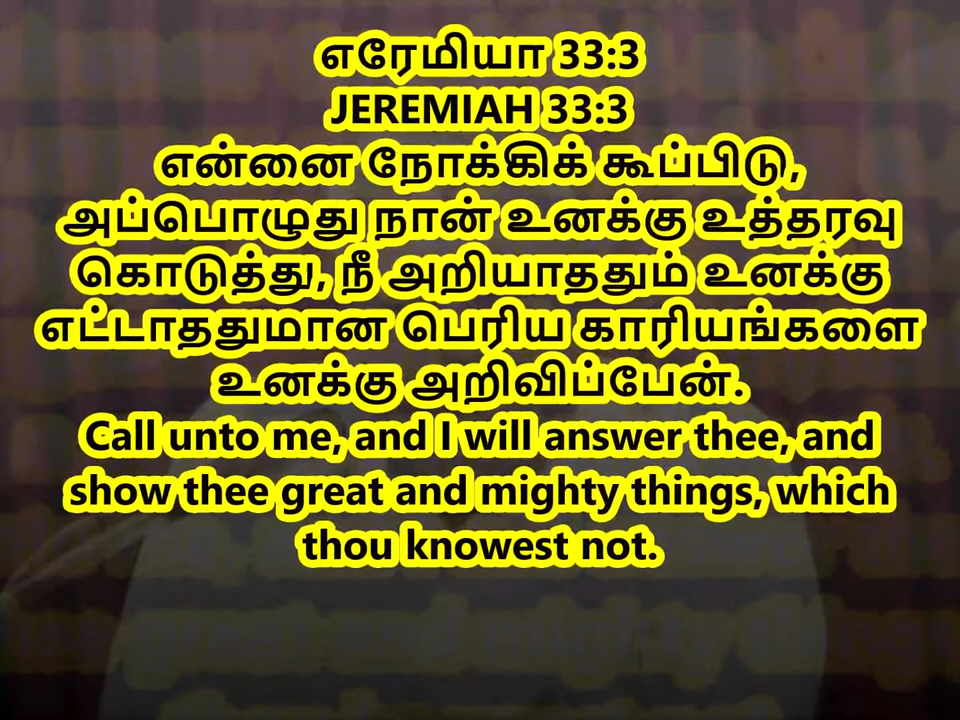 எரேமியா 33:3
JEREMIAH 33:3
என்னை நோக்கிக் கூப்பிடு,
அப்பொழுது நான் உனக்கு உத்தரவு
கொடுத்து, நீ அறியாததும் உனக்கு
எட்டாததுமான பெரிய காரியங்களை
உனக்கு அறிவிப்பேன்.
Call unto me, and I will answer thee, and
show thee great and mighty things, which
thou knowest not.